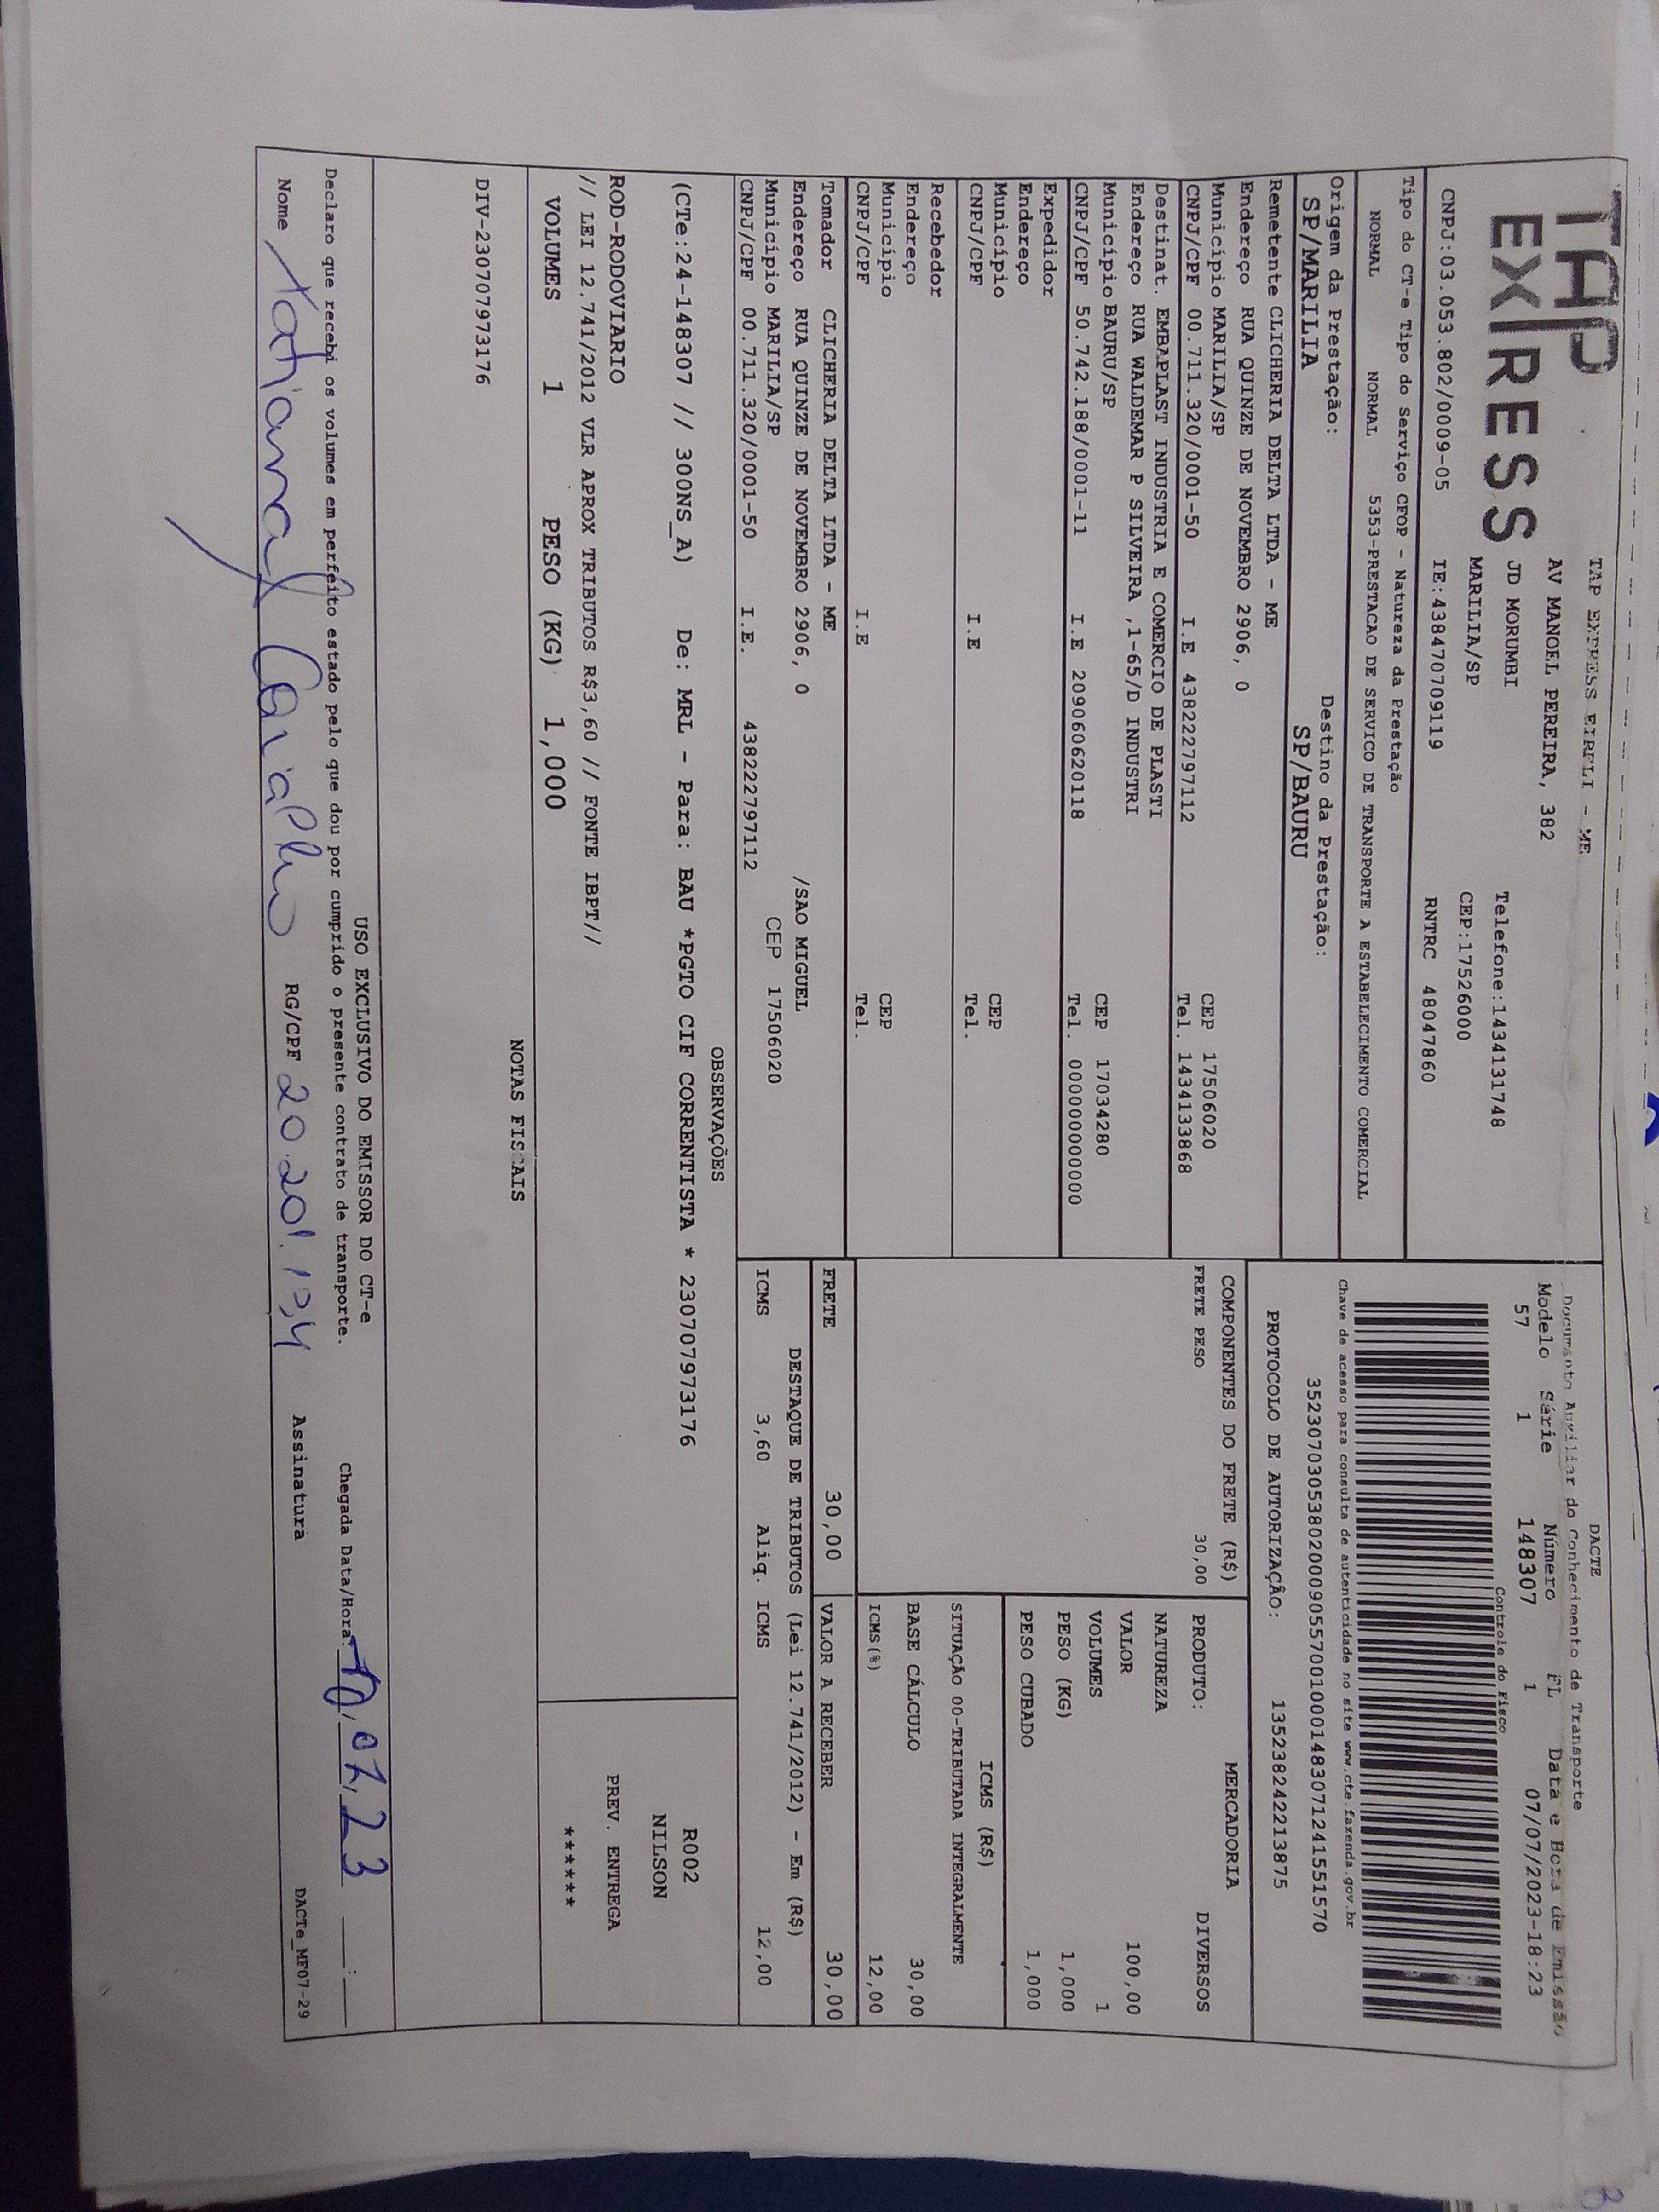 TAP
EXPRESS
TAP EXPRESS EIRELI - ME
AV MANOEL PEREIRA, 382
JD MORUMBI
Telefone:1434131748
MARILIA/SP
CEP:17526000
CNPJ:03.053.802/0009-05 IE:438470709119 RNTRC 48047860
DACTE
Documento Auxiliar do Conhecimento de Transporte
Modelo Série Número FL Data e Hora de Emissão
57 1 148307 1 07/07/2023-18:23
Controle do Fisco
Chave de acesso para consulta de autenticidade no site www.cte.fazenda.gov.br
35230703053802000905570010001483071241551570
PROTOCOLO DE AUTORIZAÇÃO: 135238242213875
Tipo do CT-e Tipo do Serviço CFOP - Natureza da Prestação
NORMAL NORMAL 5353-PRESTACAO DE SERVICO DE TRANSPORTE A ESTABELECIMENTO COMERCIAL
Origem da Prestação: Destino da Prestação:
SP/MARILIA SP/BAURU
Remetente CLICHERIA DELTA LTDA - ME
Endereço RUA QUINZE DE NOVEMBRO 2906, 0
Município MARILIA/SP CEP 17506020
CNPJ/CPF 00.711.320/0001-50 I.E 438222797112 Tel. 1434133868
Destinat. EMBAPLAST INDUSTRIA E COMERCIO DE PLASTI
Endereço RUA WALDEMAR P SILVEIRA ,1-65/D INDUSTRI
Município BAURU/SP CEP 17034280
CNPJ/CPF 50.742.188/0001-11 I.E 209060620118 Tel. 000000000000
Expedidor
Endereço
Município CEP
CNPJ/CPF I.E Tel.
Recebedor
Endereço
Município CEP
CNPJ/CPF I.E Tel.
Tomador CLICHERIA DELTA LTDA - ME
Endereço RUA QUINZE DE NOVEMBRO 2906, 0 /SAO MIGUEL
Município MARILIA/SP CEP 17506020
CNPJ/CPF 00.711.320/0001-50 I.E. 438222797112
COMPONENTES DO FRETE (R$)
FRETE PESO 30,00
MERCADORIA
PRODUTO: DIVERSOS
NATUREZA
VALOR 100,00
VOLUMES 1
PESO (KG) 1,000
PESO CUBADO 1,000
ICMS (R$)
SITUAÇÃO 00-TRIBUTADA INTEGRALMENTE
BASE CÁLCULO 30,00
ICMS(%) 12,00
FRETE 30,00 VALOR A RECEBER 30,00
DESTAQUE DE TRIBUTOS (Lei 12.741/2012) - Em (R$)
ICMS 3,60 Aliq. ICMS 12,00
OBSERVAÇÕES
(CTe:24-148307 // 300NS_A) De: MRL - Para: BAU *PGTO CIF CORRENTISTA * 230707973176
R002
NILSON
ROD-RODOVIARIO
// LEI 12.741/2012 VLR APROX TRIBUTOS R$3,60 // FONTE IBPT//
PREV. ENTREGA
******
VOLUMES 1 PESO (KG) 1,000
NOTAS FISCAIS
DIV-230707973176
USO EXCLUSIVO DO EMISSOR DO CT-e
Declaro que recebi os volumes em perfeito estado pelo que dou por cumprido o presente contrato de transporte. Chegada Data/Hora: 10,07,23 __:__
Nome RG/CPF 20.201.134 Assinatura DACTe_MF07-29